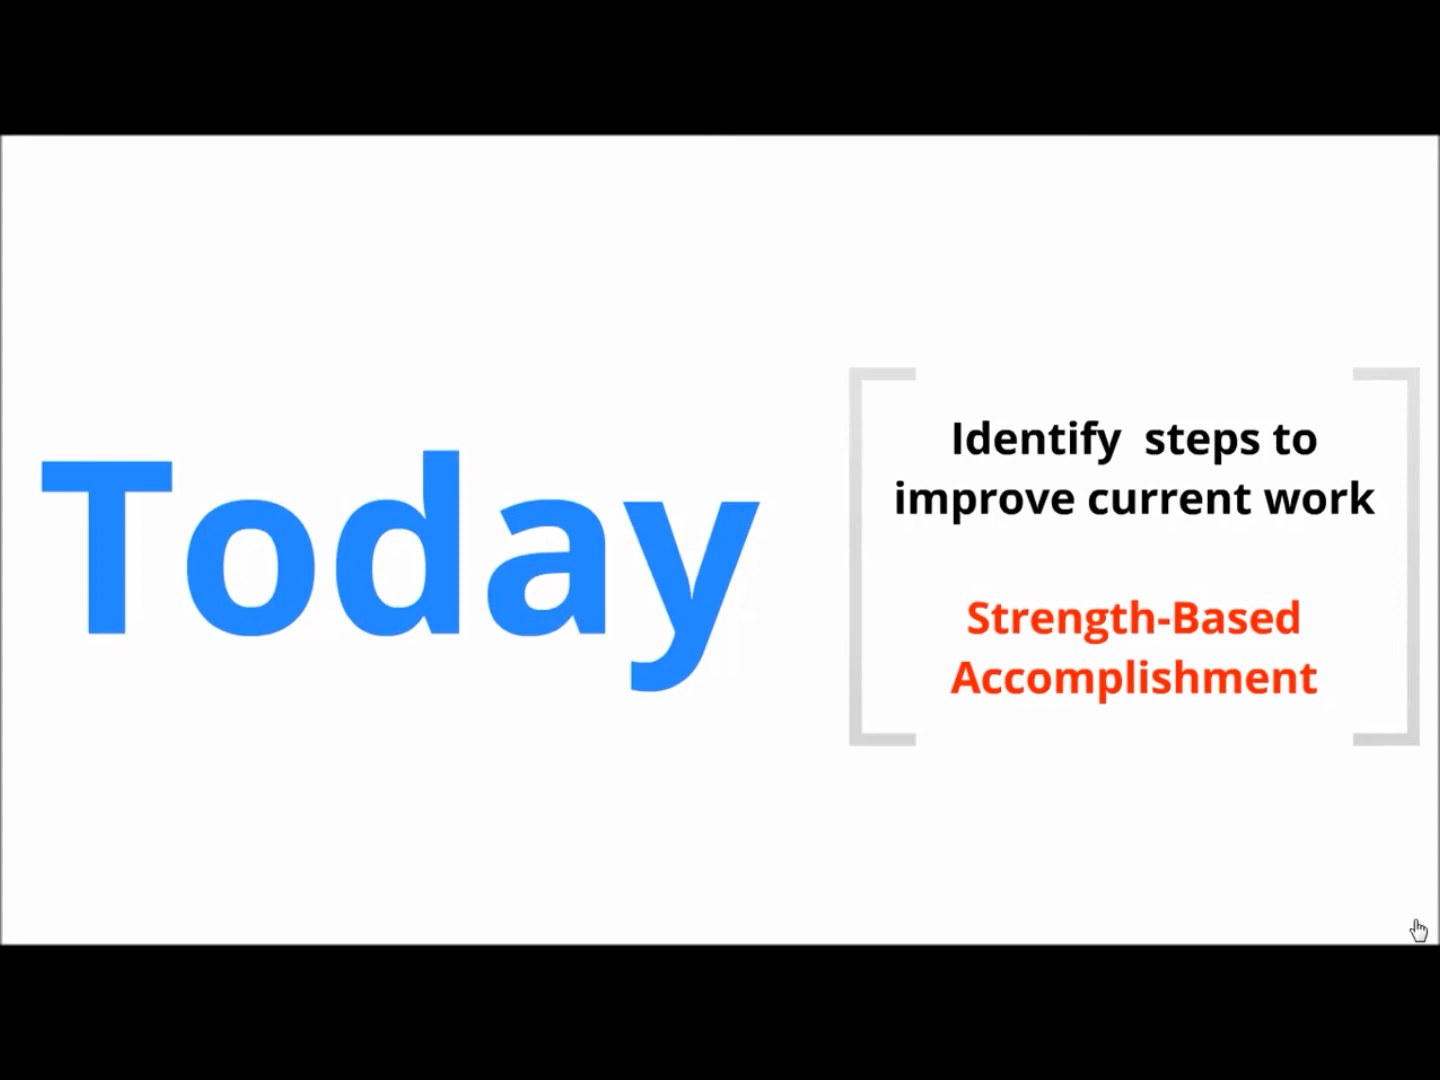 Today
Identify  steps to
improve current work
Strength-Based
Accomplishment